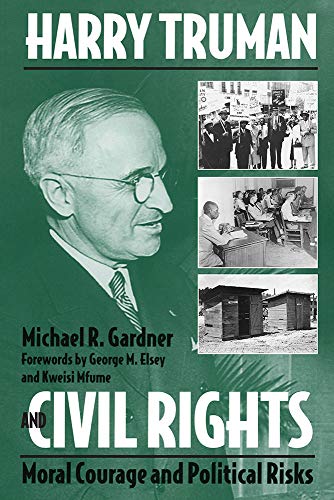 HARRY TRUMAN
Michael R. Gardner
Forewords by George M. Elsey
and Kweisi Mfume
AND CIVIL RIGHTS
Moral Courage and Political Risks